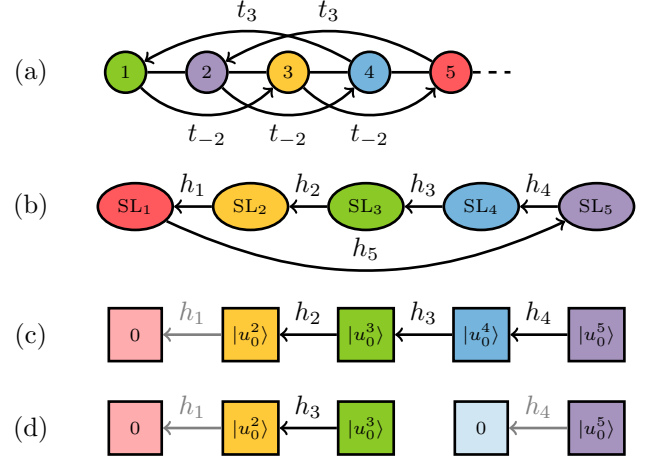 t₃ t₃
(a) 1 2 3 4 5
t₋₂ t₋₂ t₋₂
(b) SL₁ h₁ SL₂ h₂ SL₃ h₃ SL₄ h₄ SL₅
h₅
(c) 0 h₁ |u₀²⟩ h₂ |u₀³⟩ h₃ |u₀⁴⟩ h₄ |u₀⁵⟩
(d) 0 h₁ |u₀²⟩ h₃ |u₀³⟩ 0 h₄ |u₀⁵⟩